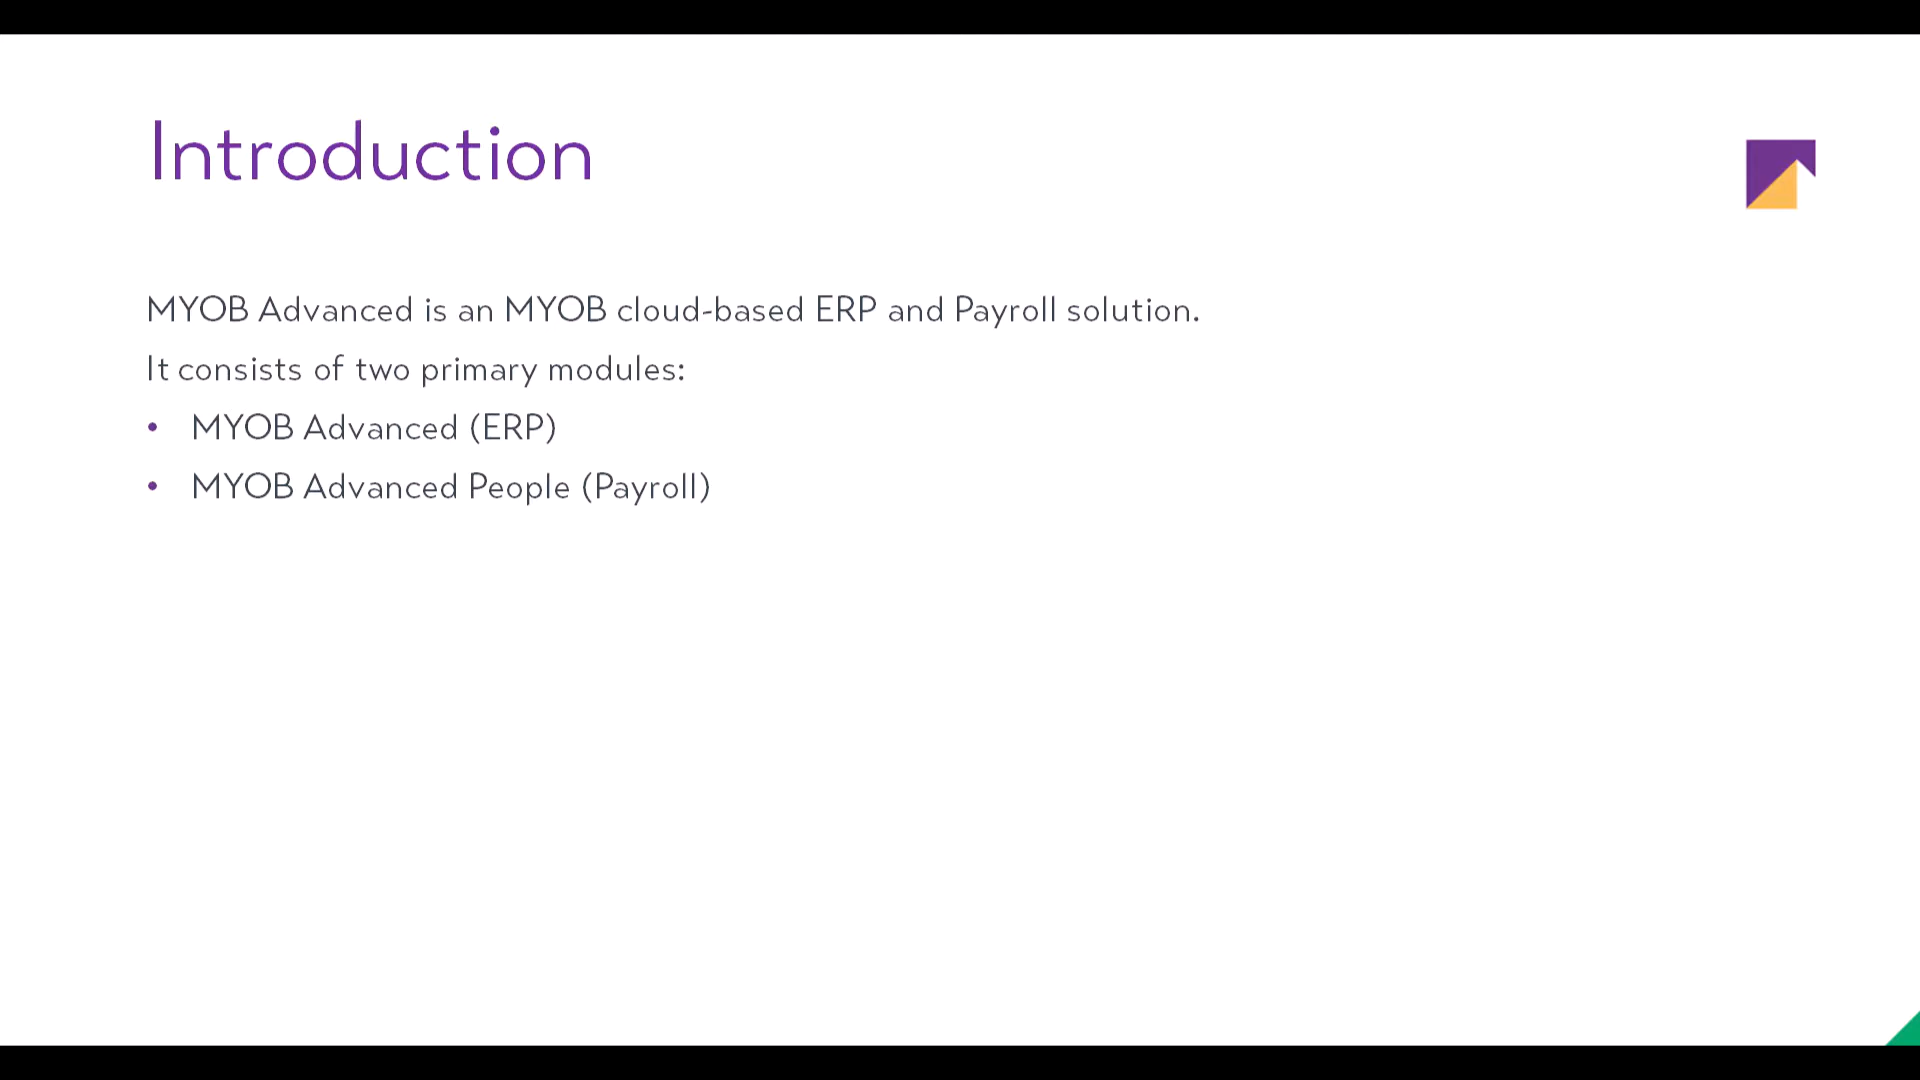 Introduction
MYOB Advanced is an MYOB cloud-based ERP and Payroll solution.
It consists of two primary modules:
• MYOB Advanced (ERP)
• MYOB Advanced People (Payroll)